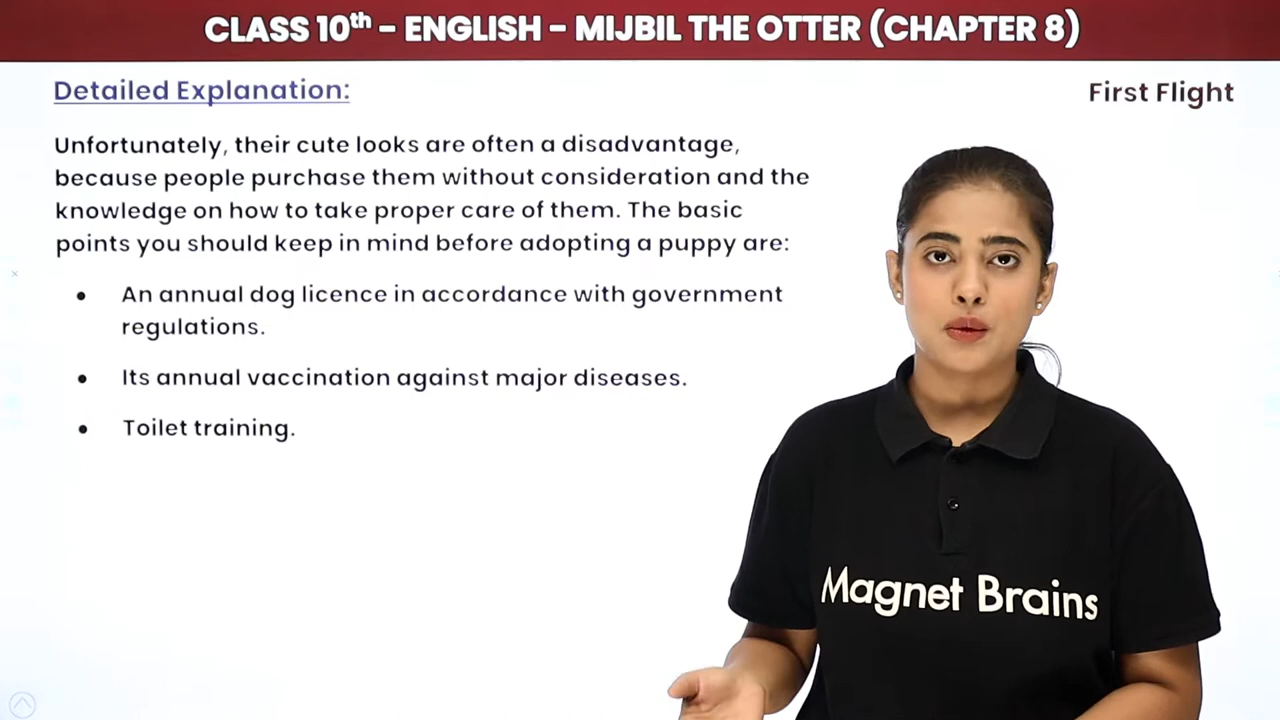 CLASS 10th - ENGLISH - MIJBIL THE OTTER (CHAPTER 8)
Detailed Explanation:
First Flight
Unfortunately, their cute looks are often a disadvantage,
because people purchase them without consideration and the
knowledge on how to take proper care of them. The basic
points you should keep in mind before adopting a puppy are:
• An annual dog licence in accordance with government
regulations.
• Its annual vaccination against major diseases.
• Toilet training.
Magnet Brains